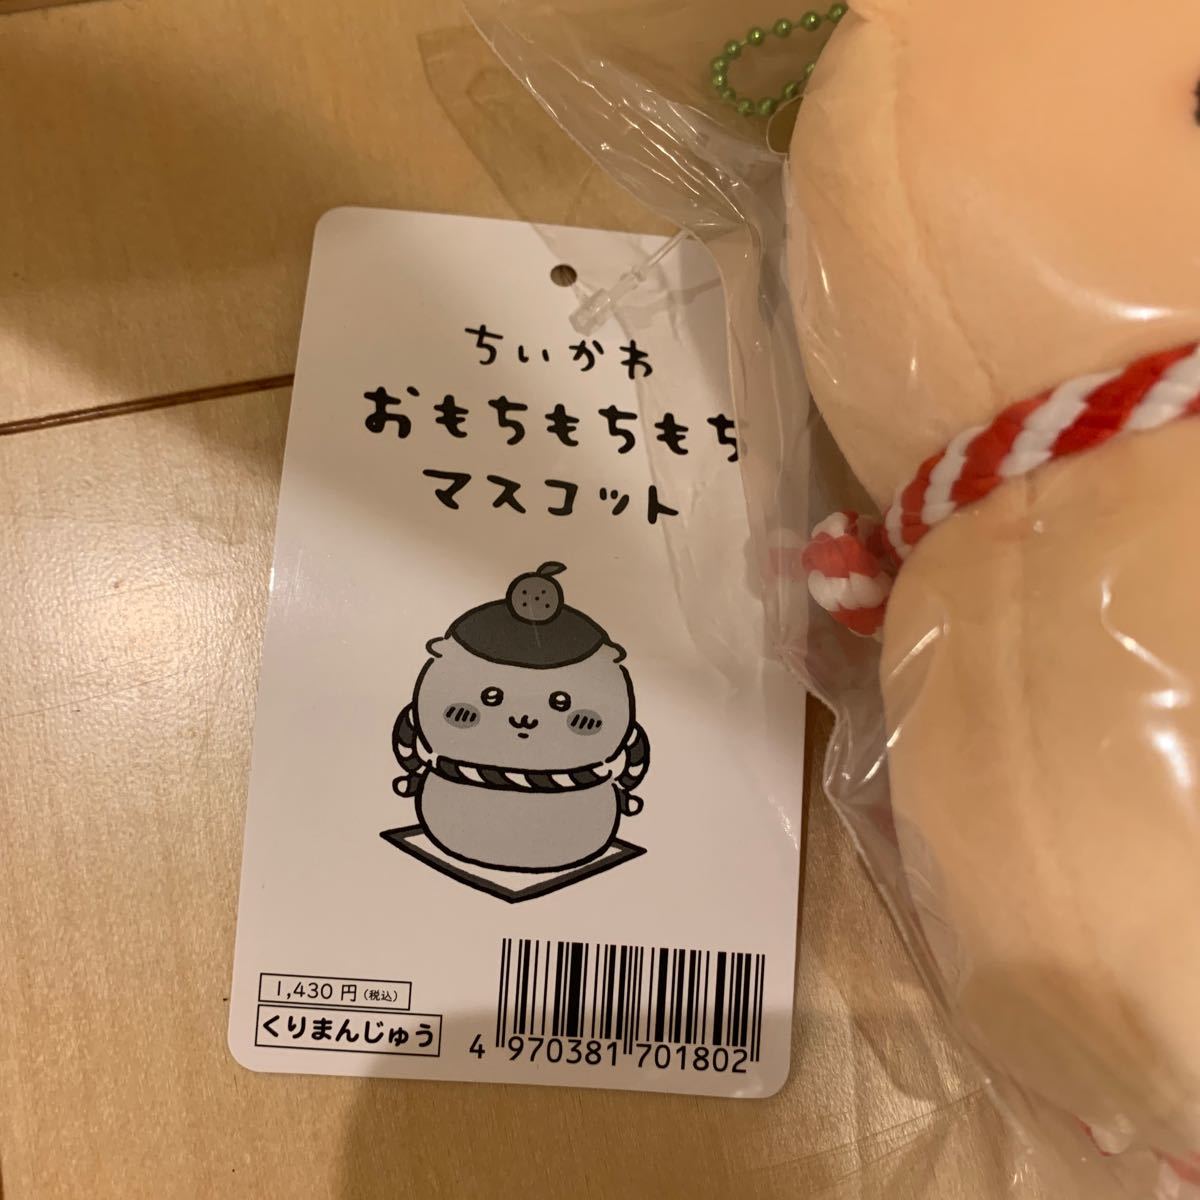 ちいかわ
おもちもちもち
マスコット
1,430円(税込)
くりまんじゅう
4 970381 701802